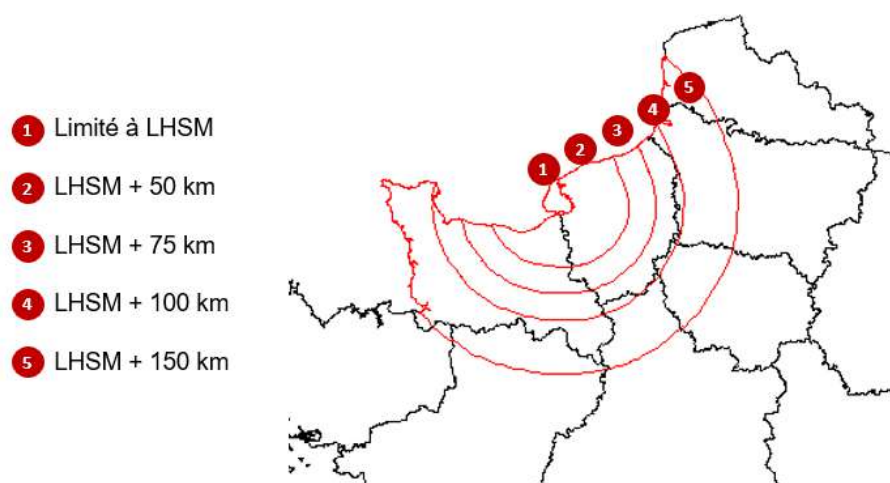 1 Limité à LHSM
2 LHSM + 50 km
3 LHSM + 75 km
4 LHSM + 100 km
5 LHSM + 150 km
1
2
3
4
5